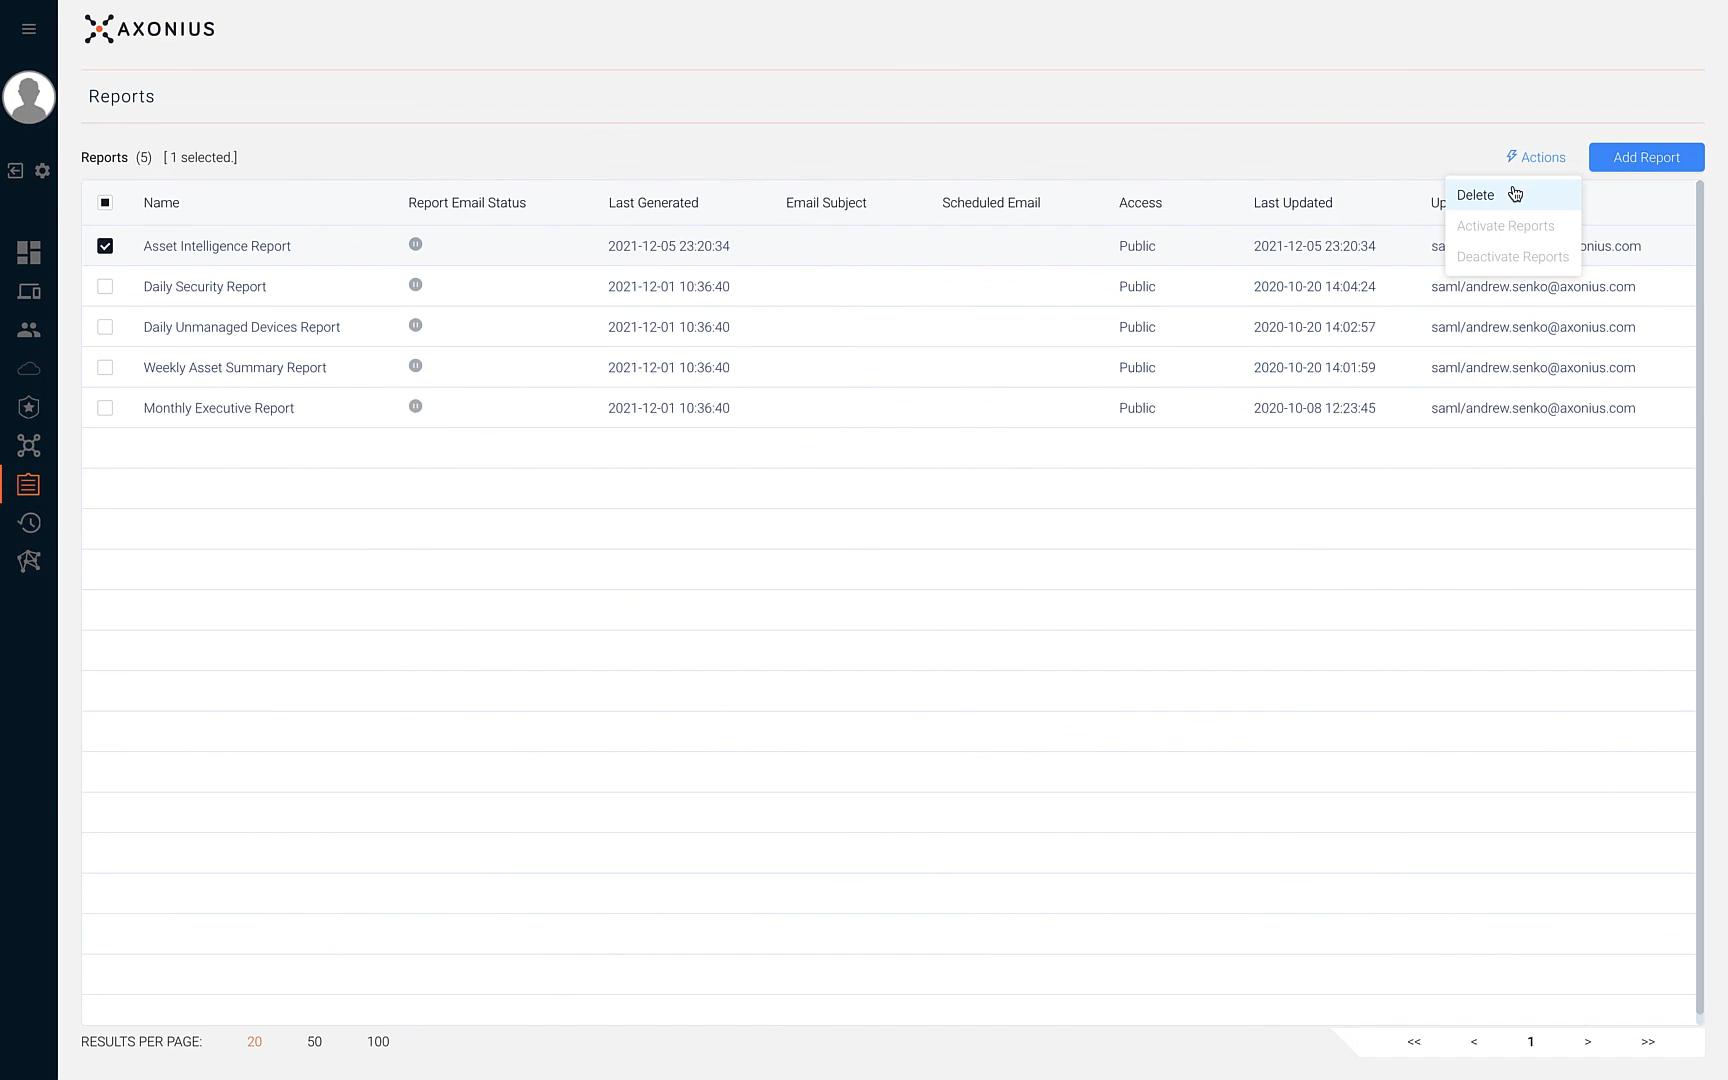 AXONIUS
Reports
Reports (5) [ 1 selected.]
Actions
Add Report
Delete
Activate Reports
Deactivate Reports
Name Report Email Status Last Generated Email Subject Scheduled Email Access Last Updated
Asset Intelligence Report 2021-12-05 23:20:34 Public 2021-12-05 23:20:34
Daily Security Report 2021-12-01 10:36:40 Public 2020-10-20 14:04:24 saml/andrew.senko@axonius.com
Daily Unmanaged Devices Report 2021-12-01 10:36:40 Public 2020-10-20 14:02:57 saml/andrew.senko@axonius.com
Weekly Asset Summary Report 2021-12-01 10:36:40 Public 2020-10-20 14:01:59 saml/andrew.senko@axonius.com
Monthly Executive Report 2021-12-01 10:36:40 Public 2020-10-08 12:23:45 saml/andrew.senko@axonius.com
RESULTS PER PAGE: 20 50 100 << < 1 > >>